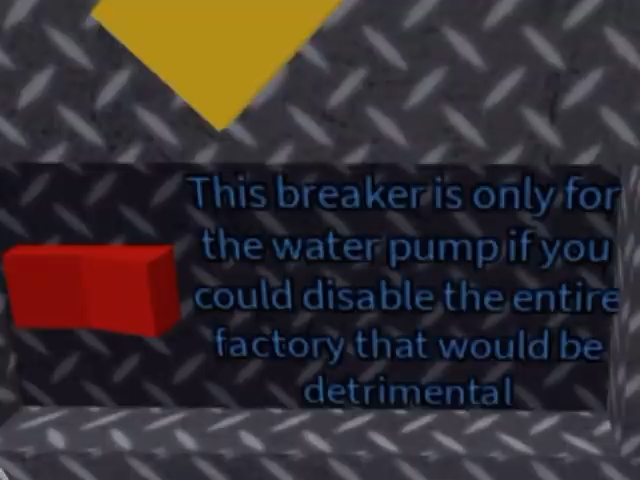 This breaker is only for
the water pump if you
could disable the entire
factory that would be
detrimental